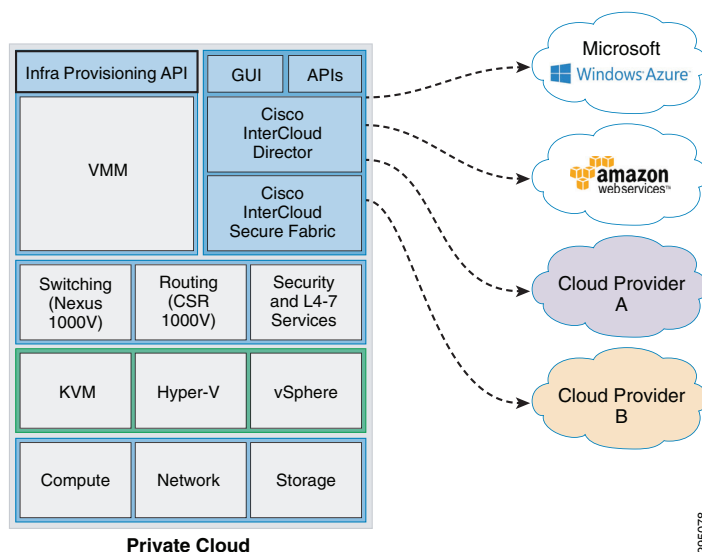 Infra Provisioning API
GUI
APIs
VMM
Cisco
InterCloud
Director
Cisco
InterCloud
Secure Fabric
Switching
(Nexus
1000V)
Routing
(CSR
1000V)
Security
and L4-7
Services
KVM
Hyper-V
vSphere
Compute
Network
Storage
Private Cloud
Microsoft
Windows Azure™
amazon
webservices™
Cloud Provider
A
Cloud Provider
B